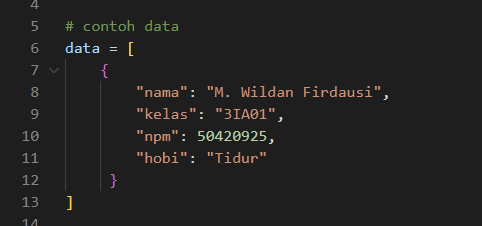 4
5 # contoh data
6 data = [
7 {
8 "nama": "M. Wildan Firdausi",
9 "kelas": "3IA01",
10 "npm": 50420925,
11 "hobi": "Tidur"
12 }
13 ]
14